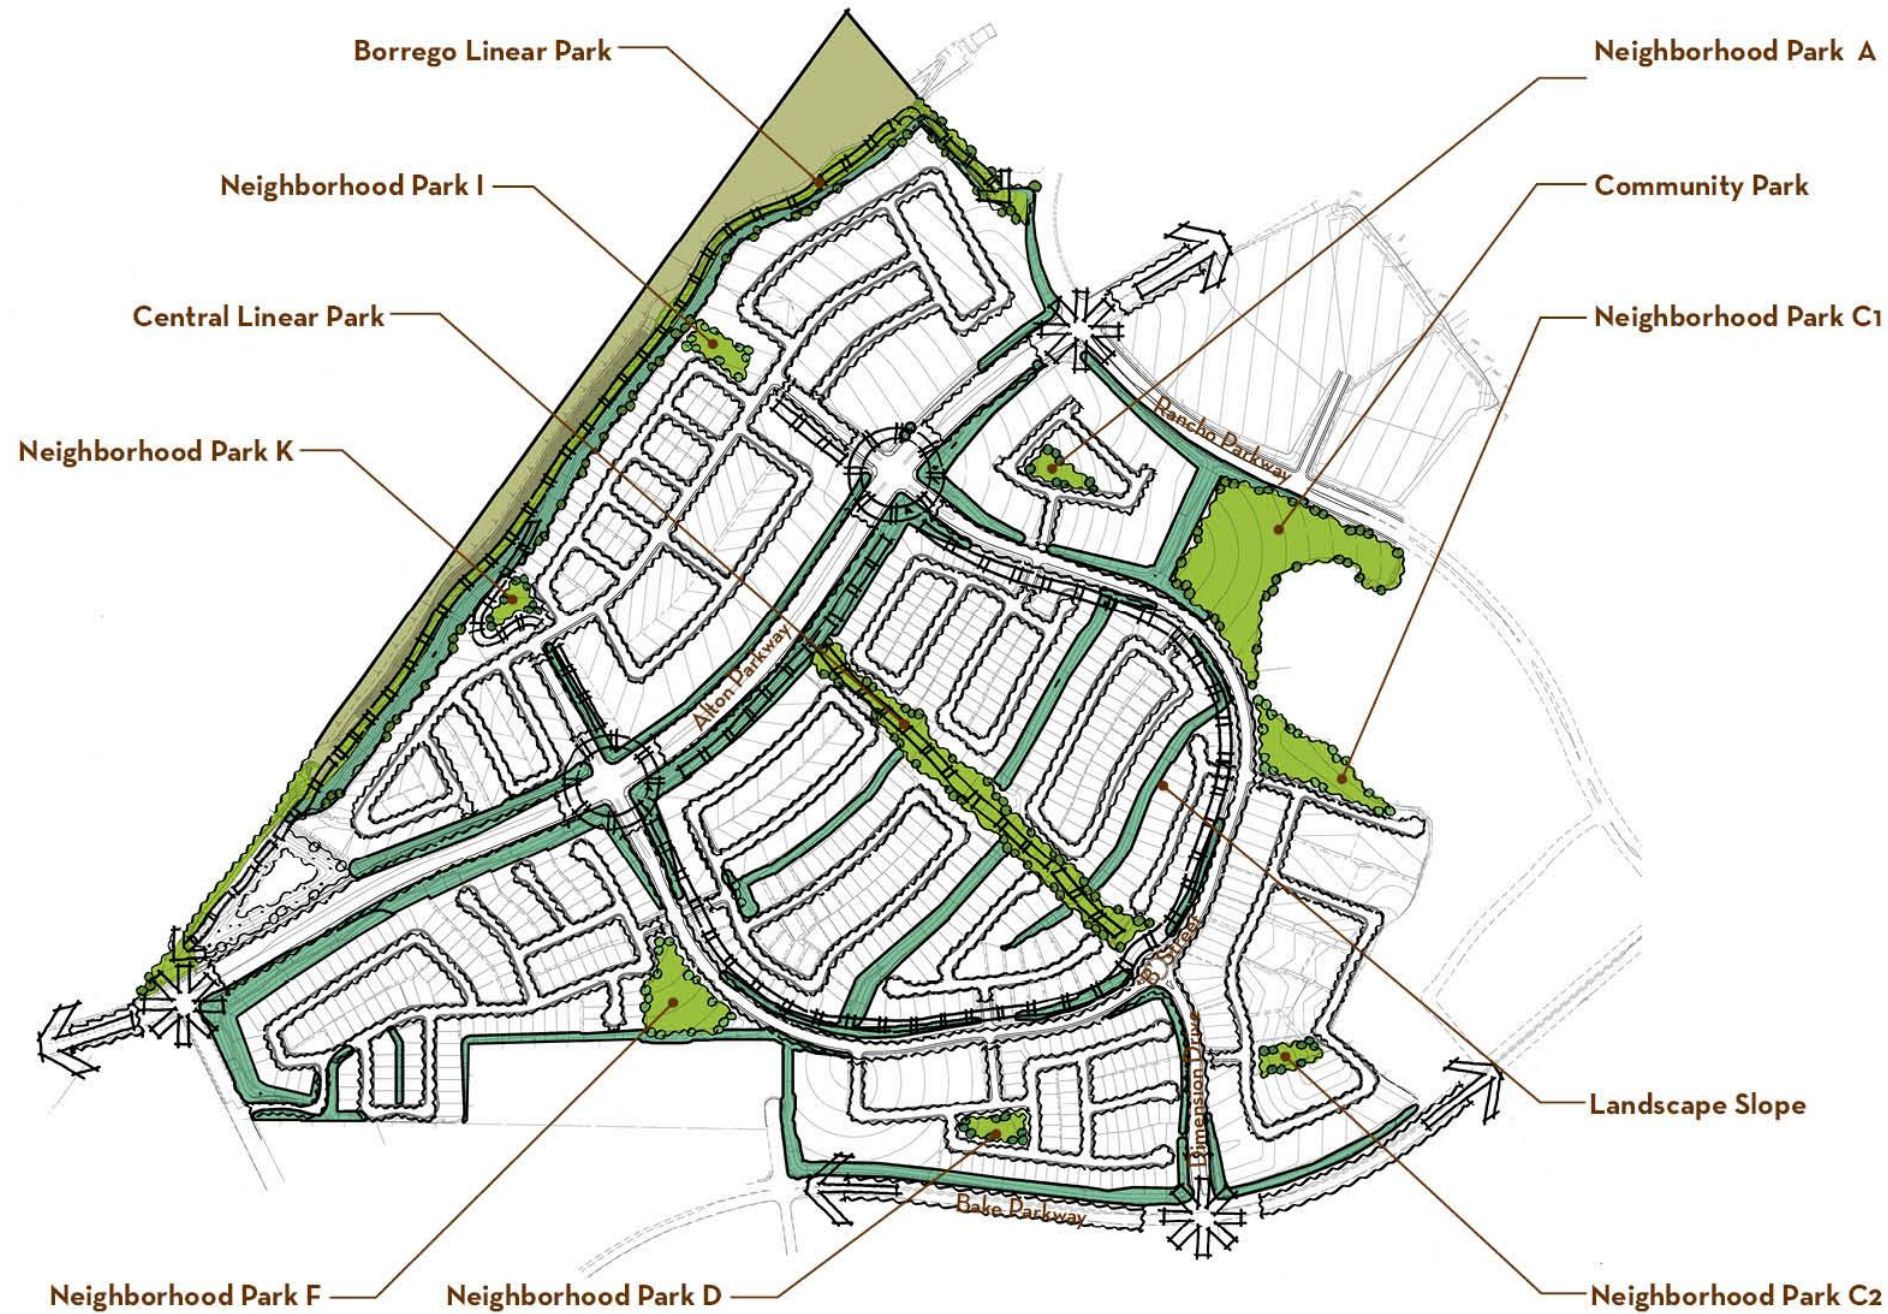 Borrego Linear Park
Neighborhood Park A
Neighborhood Park I
Community Park
Central Linear Park
Neighborhood Park C1
Rancho Parkway
Neighborhood Park K
Alton Parkway
"B" Street
Dimension Drive
Landscape Slope
Bake Parkway
Neighborhood Park F
Neighborhood Park D
Neighborhood Park C2